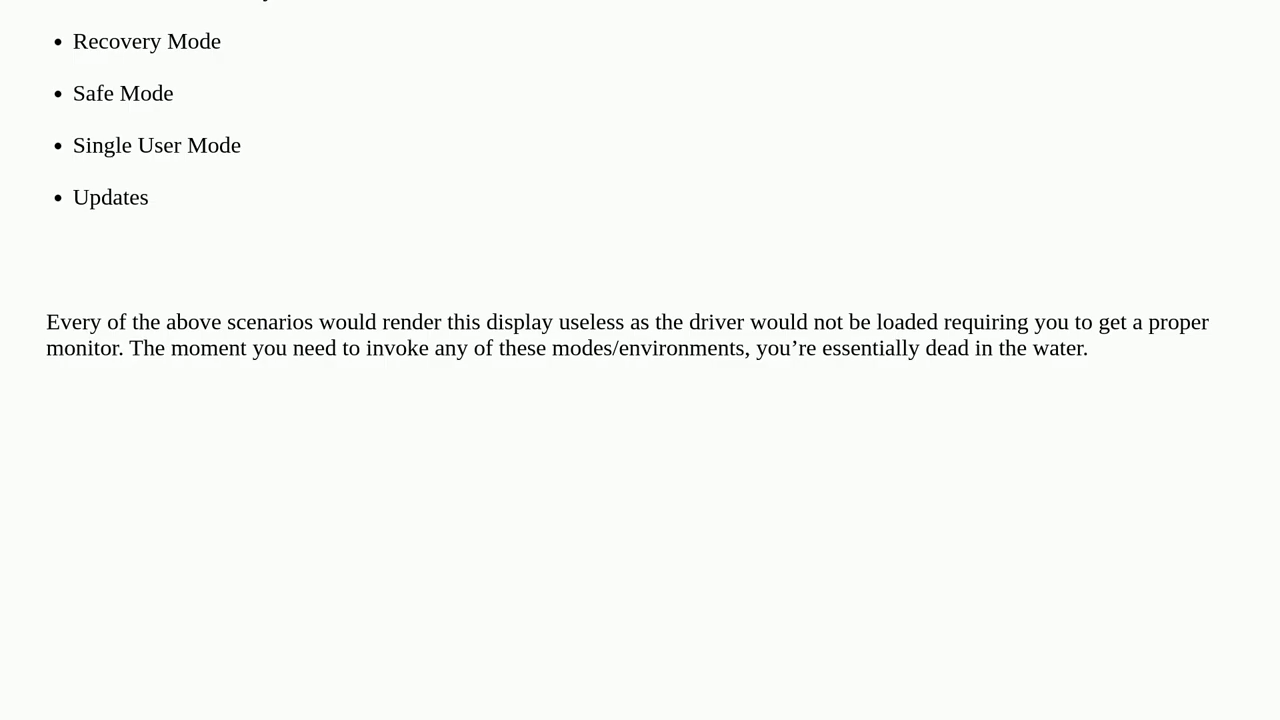 • Recovery Mode
• Safe Mode
• Single User Mode
• Updates
Every of the above scenarios would render this display useless as the driver would not be loaded requiring you to get a proper
monitor. The moment you need to invoke any of these modes/environments, you’re essentially dead in the water.